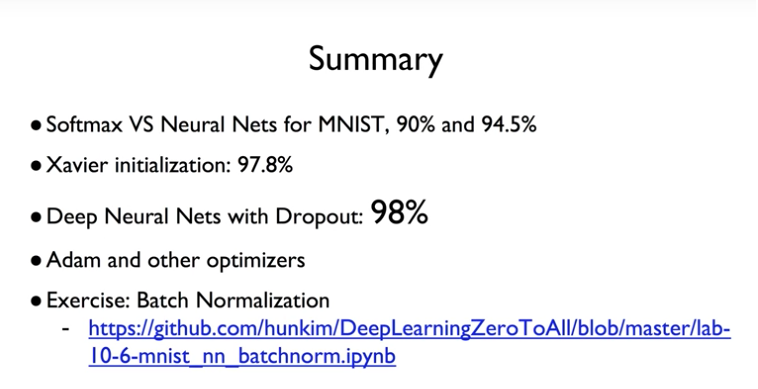 Summary
● Softmax VS Neural Nets for MNIST, 90% and 94.5%
● Xavier initialization: 97.8%
● Deep Neural Nets with Dropout: 98%
● Adam and other optimizers
● Exercise: Batch Normalization
- https://github.com/hunkim/DeepLearningZeroToAll/blob/master/lab-
10-6-mnist_nn_batchnorm.ipynb